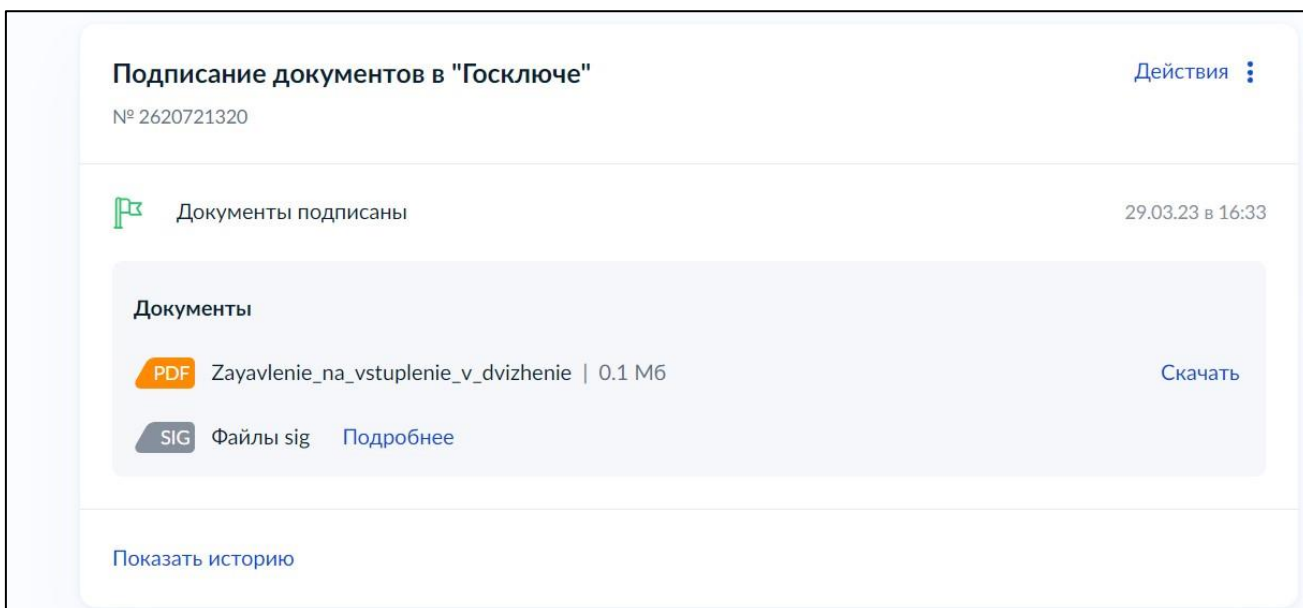 Подписание документов в "Госключе"
Действия
№ 2620721320
Документы подписаны
29.03.23 в 16:33
Документы
PDF Zayavlenie_na_vstuplenie_v_dvizhenie | 0.1 Мб
Скачать
SIG Файлы sig Подробнее
Показать историю